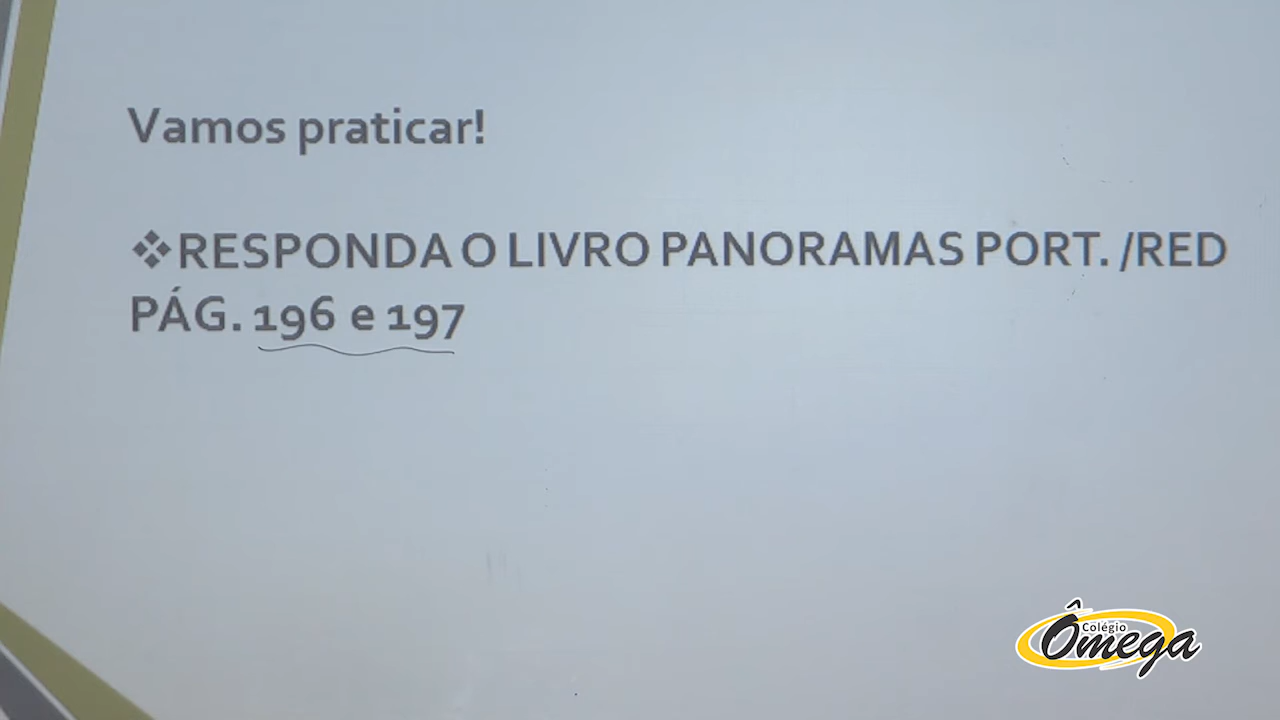 Vamos praticar!
❖RESPONDA O LIVRO PANORAMAS PORT. /RED
PÁG. 196 e 197
Colégio
Ômega